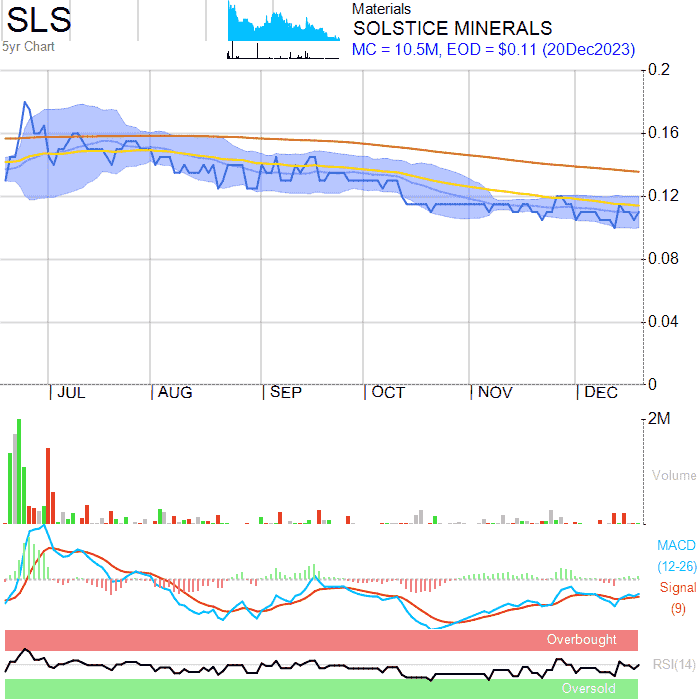 SLS
5yr Chart
Materials
SOLSTICE MINERALS
MC = 10.5M, EOD = $0.11 (20Dec2023)
0.2
0.16
0.12
0.08
0.04
0
JUL AUG SEP OCT NOV DEC
2M
Volume
MACD
(12-26)
Signal
(9)
Overbought
RSI(14)
Oversold